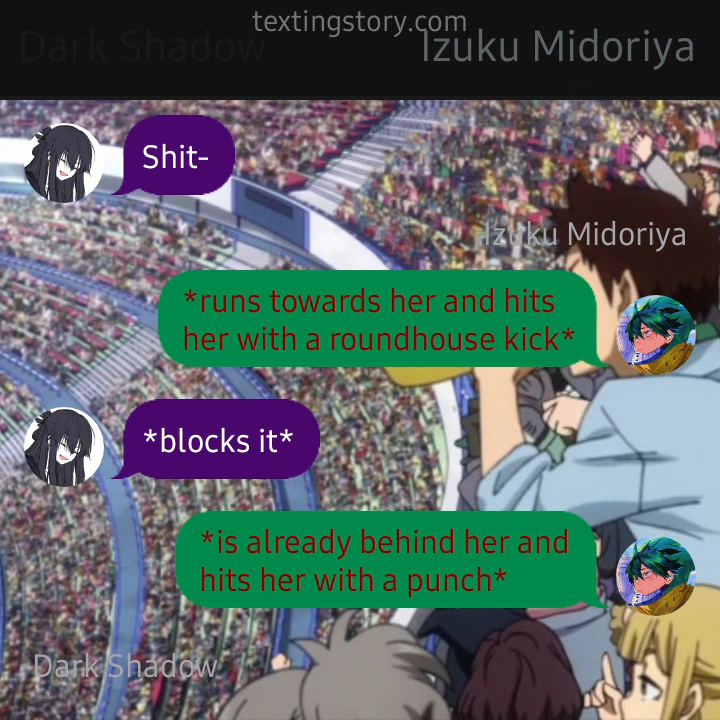 textingstory.com
Dark Shadow
Izuku Midoriya
Shit-
Izuku Midoriya
*runs towards her and hits
her with a roundhouse kick*
*blocks it*
*is already behind her and
hits her with a punch*
Dark Shadow